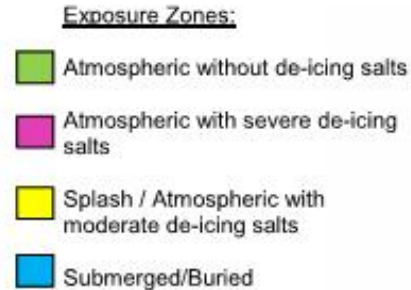 Exposure Zones:
Atmospheric without de-icing salts
Atmospheric with severe de-icing
salts
Splash / Atmospheric with
moderate de-icing salts
Submerged/Buried